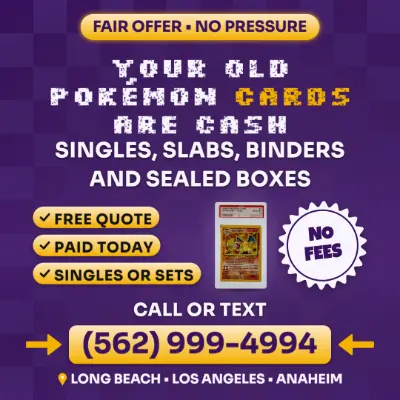 FAIR OFFER • NO PRESSURE
YOUR OLD
POKÉMON CARDS
ARE CASH
SINGLES, SLABS, BINDERS
AND SEALED BOXES
✓ FREE QUOTE
✓ PAID TODAY
✓ SINGLES OR SETS
NO
FEES
CALL OR TEXT
(562) 999-4994
LONG BEACH • LOS ANGELES • ANAHEIM